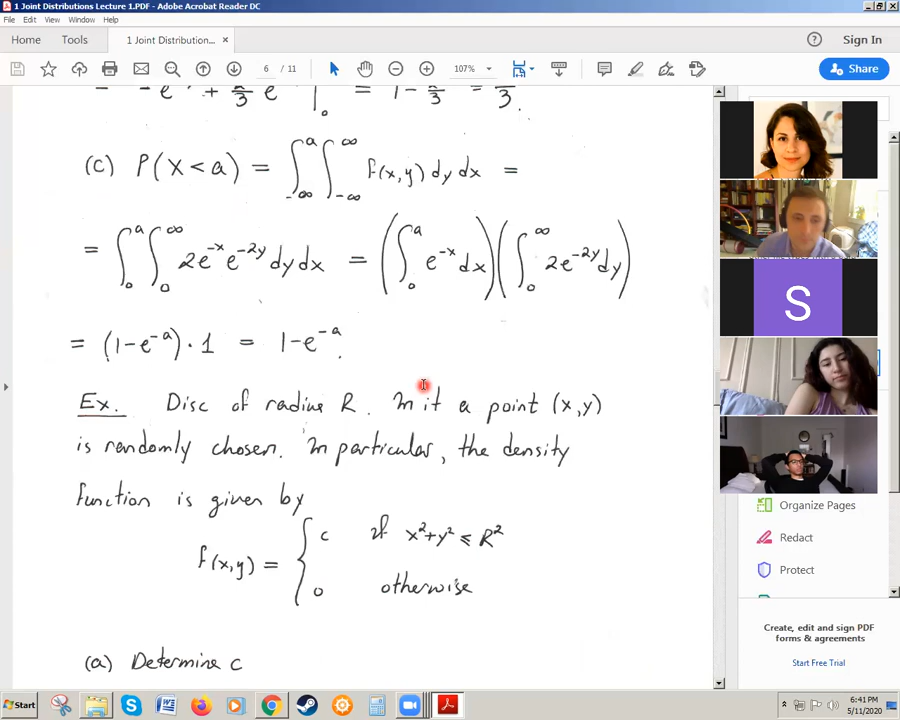 1 Joint Distributions Lecture 1.PDF - Adobe Acrobat Reader DC
File Edit View Window Help
Home Tools 1 Joint Distribution... × Sign In
6 / 11 107% Share
(c) P(X < a) = ∫_{-∞}^{a} ∫_{-∞}^{∞} f(x,y) dy dx =
= ∫_0^a ∫_0^∞ 2e^{-x} e^{-2y} dy dx = (∫_0^a e^{-x} dx)(∫_0^∞ 2e^{-2y} dy)
= (1-e^{-a}) · 1 = 1-e^{-a}.
Ex. Disc of radius R. In it a point (x,y)
is randomly chosen. In particular, the density
function is given by
f(x,y) = { c if x²+y² ≤ R²
0 otherwise
(a) Determine c
S
Organize Pages
Redact
Protect
Create, edit and sign PDF
forms & agreements
Start Free Trial
Start
6:41 PM
5/11/2020